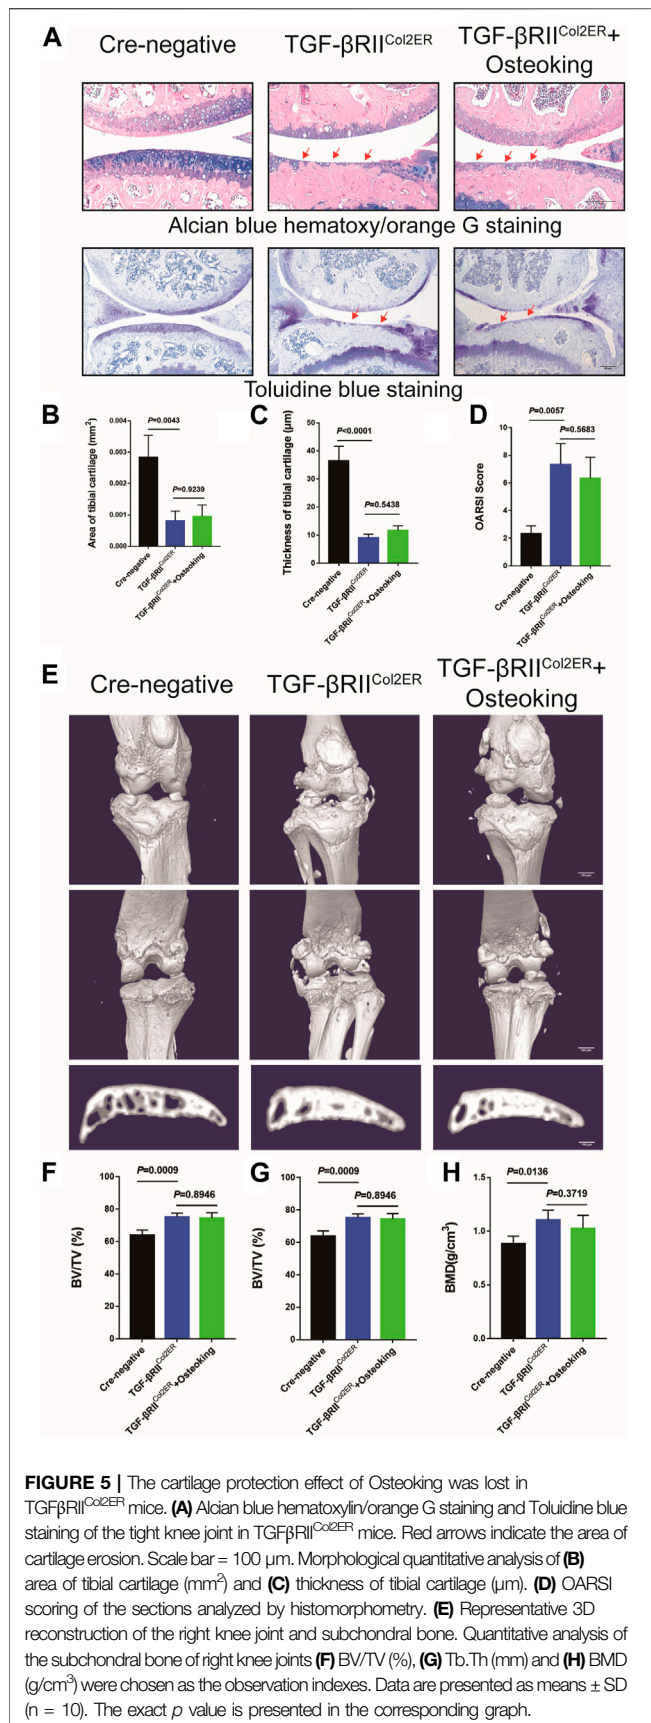 A
Cre-negative TGF-βRII^Col2ER TGF-βRII^Col2ER+
Osteoking
Alcian blue hematoxy/orange G staining
Toluidine blue staining
B
Area of tibial cartilage (mm²)
0.004
0.003
0.002
0.001
0.000
P=0.0043
P=0.9239
Cre-negative
TGF-βRII^Col2ER
TGF-βRII^Col2ER+Osteoking
C
Thickness of tibial cartilage (μm)
50
40
30
20
10
0
P<0.0001
P=0.5438
Cre-negative
TGF-βRII^Col2ER
TGF-βRII^Col2ER+Osteoking
D
OARSI Score
10
8
6
4
2
0
P=0.0057
P=0.5683
Cre-negative
TGF-βRII^Col2ER
TGF-βRII^Col2ER+Osteoking
E
Cre-negative TGF-βRII^Col2ER TGF-βRII^Col2ER+
Osteoking
F
BV/TV (%)
100
80
60
40
20
0
P=0.0009
P=0.8946
Cre-negative
TGF-βRII^Col2ER
TGF-βRII^Col2ER+Osteoking
G
BV/TV (%)
100
80
60
40
20
0
P=0.0009
P=0.8946
Cre-negative
TGF-βRII^Col2ER
TGF-βRII^Col2ER+Osteoking
H
BMD(g/cm³)
1.5
1.0
0.5
0.0
P=0.0136
P=0.3719
Cre-negative
TGF-βRII^Col2ER
TGF-βRII^Col2ER+Osteoking
FIGURE 5 | The cartilage protection effect of Osteoking was lost in
TGFβRII^Col2ER mice. (A) Alcian blue hematoxylin/orange G staining and Toluidine blue
staining of the tight knee joint in TGFβRII^Col2ER mice. Red arrows indicate the area of
cartilage erosion. Scale bar = 100 μm. Morphological quantitative analysis of (B)
area of tibial cartilage (mm²) and (C) thickness of tibial cartilage (μm). (D) OARSI
scoring of the sections analyzed by histomorphometry. (E) Representative 3D
reconstruction of the right knee joint and subchondral bone. Quantitative analysis of
the subchondral bone of right knee joints (F) BV/TV (%), (G) Tb.Th (mm) and (H) BMD
(g/cm³) were chosen as the observation indexes. Data are presented as means ± SD
(n = 10). The exact p value is presented in the corresponding graph.